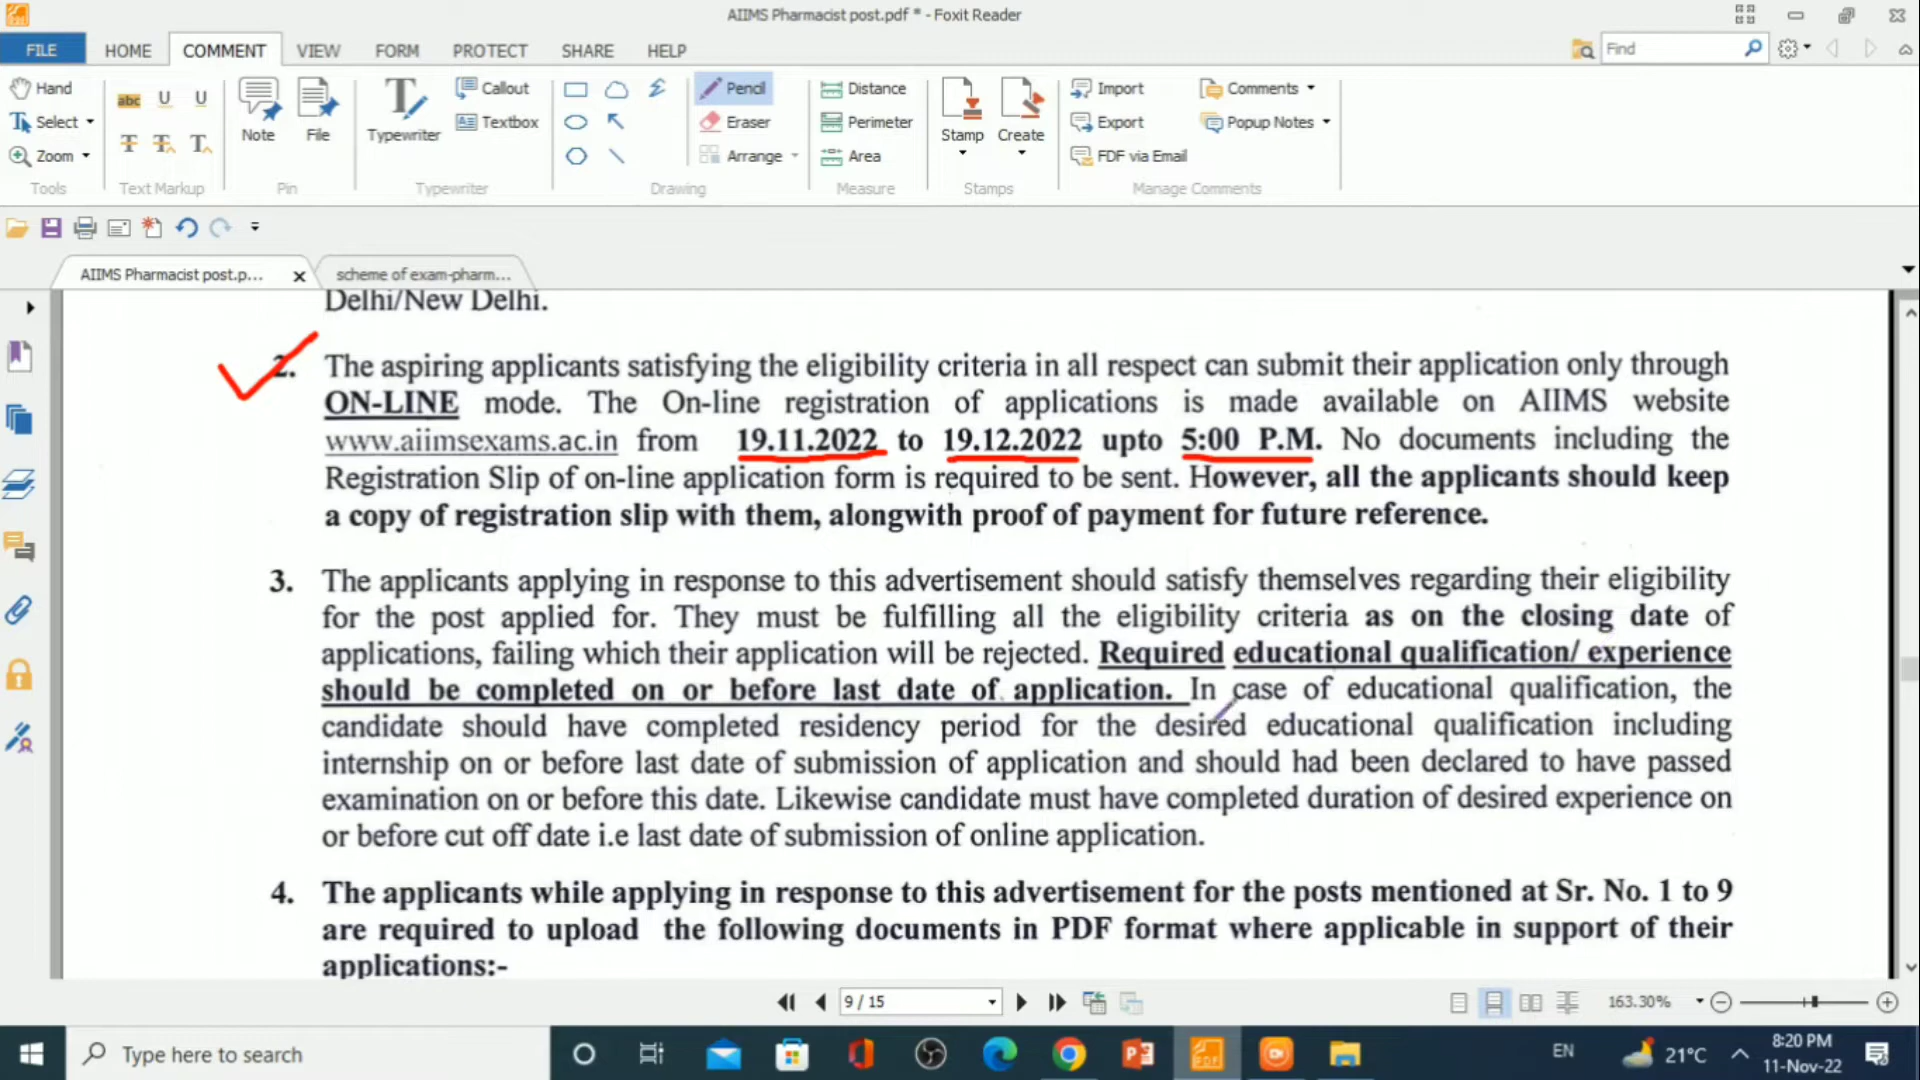 AIIMS Pharmacist post.pdf * - Foxit Reader
FILE HOME COMMENT VIEW FORM PROTECT SHARE HELP Find
Hand Select Zoom Tools
abc U U T T T Text Markup
Note File Pin
Typewriter Callout Textbox Typewriter
Pencil Eraser Arrange Drawing
Distance Perimeter Area Measure
Stamp Create Stamps
Import Export FDF via Email Comments Popup Notes Manage Comments
AIIMS Pharmacist post.p... scheme of exam-pharm...
Delhi/New Delhi.
2. The aspiring applicants satisfying the eligibility criteria in all respect can submit their application only through
ON-LINE mode. The On-line registration of applications is made available on AIIMS website
www.aiimsexams.ac.in from 19.11.2022 to 19.12.2022 upto 5:00 P.M. No documents including the
Registration Slip of on-line application form is required to be sent. However, all the applicants should keep
a copy of registration slip with them, alongwith proof of payment for future reference.
3. The applicants applying in response to this advertisement should satisfy themselves regarding their eligibility
for the post applied for. They must be fulfilling all the eligibility criteria as on the closing date of
applications, failing which their application will be rejected. Required educational qualification/ experience
should be completed on or before last date of application. In case of educational qualification, the
candidate should have completed residency period for the desired educational qualification including
internship on or before last date of submission of application and should had been declared to have passed
examination on or before this date. Likewise candidate must have completed duration of desired experience on
or before cut off date i.e last date of submission of online application.
4. The applicants while applying in response to this advertisement for the posts mentioned at Sr. No. 1 to 9
are required to upload the following documents in PDF format where applicable in support of their
applications:-
9 / 15 163.30%
Type here to search EN 21°C 8:20 PM
11-Nov-22